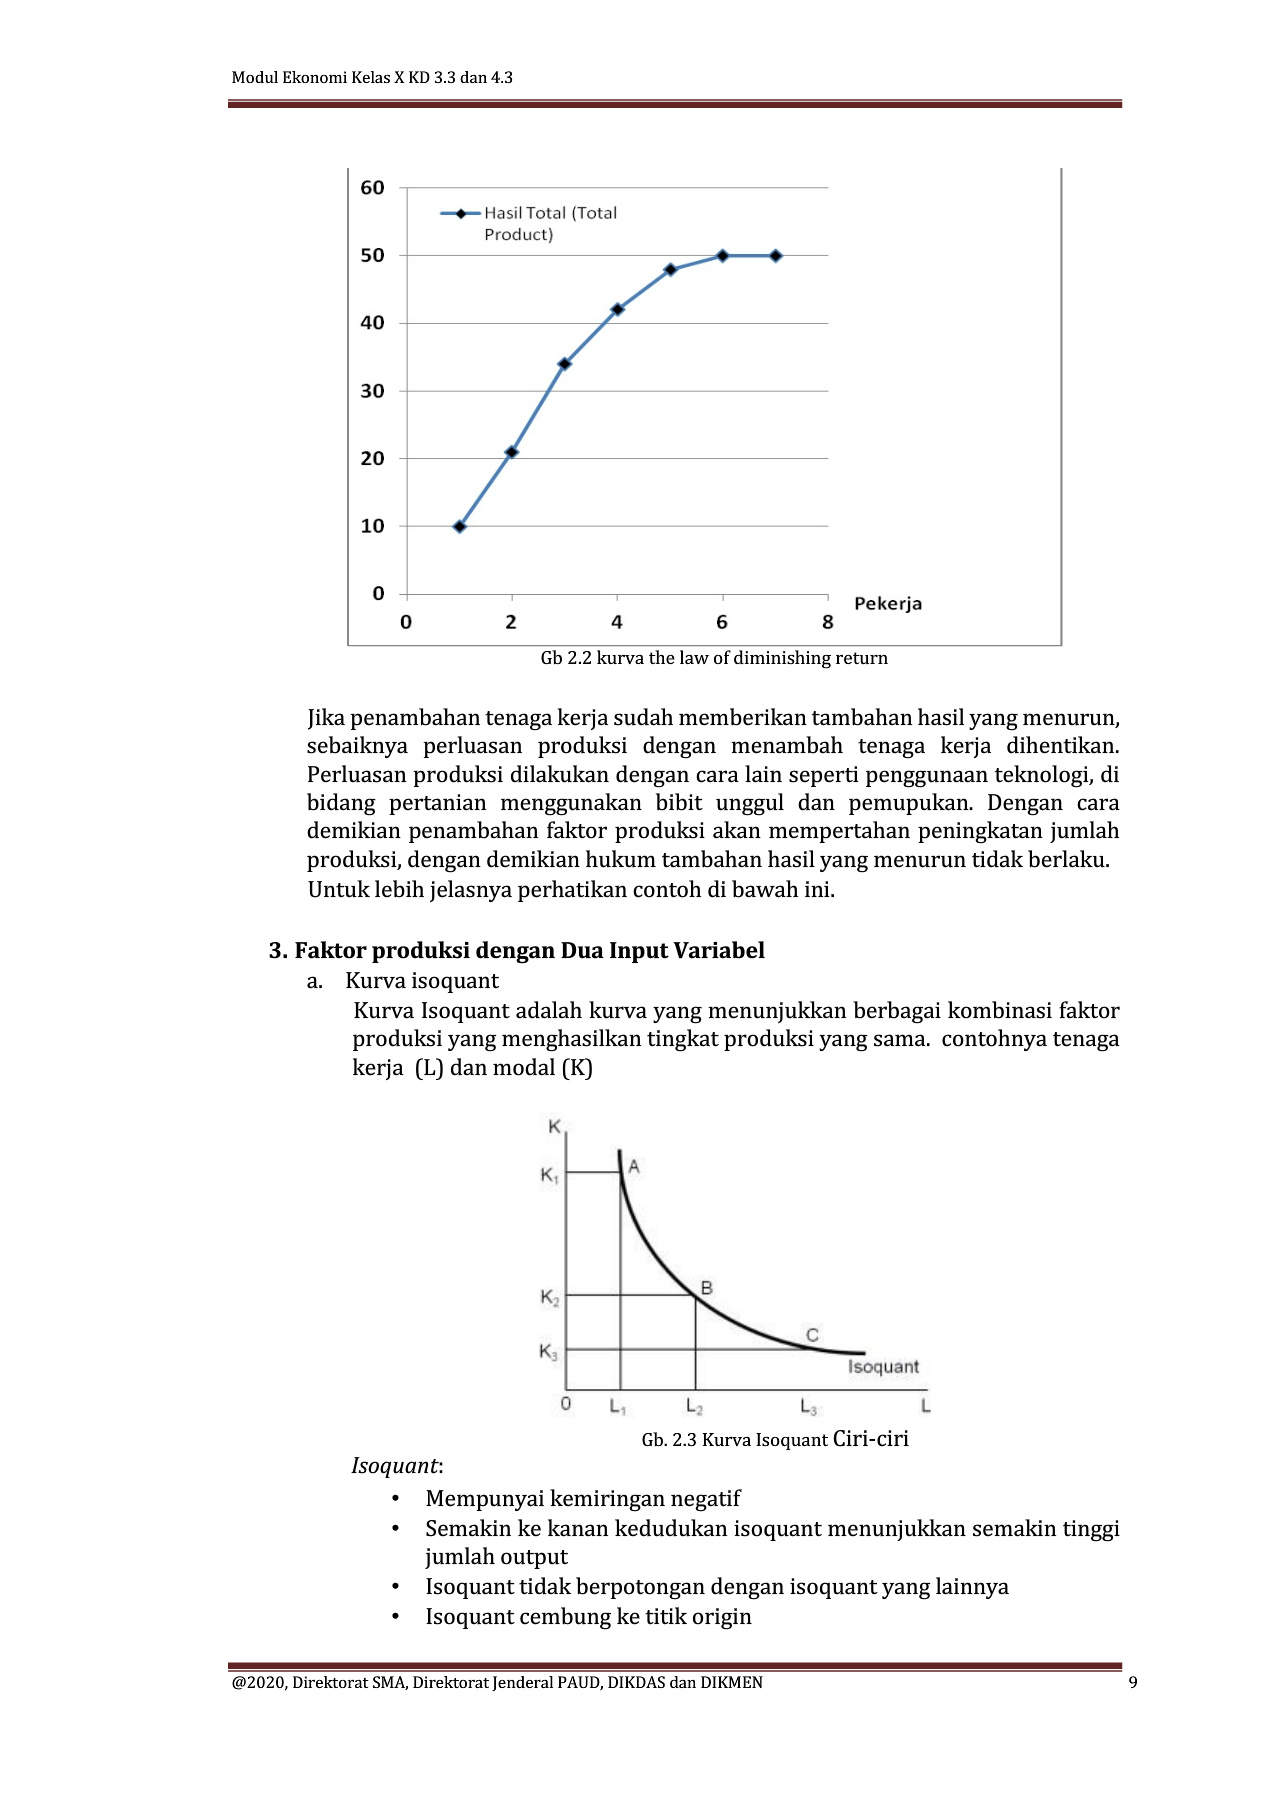 Modul Ekonomi Kelas X KD 3.3 dan 4.3
60
Hasil Total (Total
Product)
50
40
30
20
10
0
Pekerja
0 2 4 6 8
Gb 2.2 kurva the law of diminishing return
Jika penambahan tenaga kerja sudah memberikan tambahan hasil yang menurun,
sebaiknya perluasan produksi dengan menambah tenaga kerja dihentikan.
Perluasan produksi dilakukan dengan cara lain seperti penggunaan teknologi, di
bidang pertanian menggunakan bibit unggul dan pemupukan. Dengan cara
demikian penambahan faktor produksi akan mempertahan peningkatan jumlah
produksi, dengan demikian hukum tambahan hasil yang menurun tidak berlaku.
Untuk lebih jelasnya perhatikan contoh di bawah ini.
3. Faktor produksi dengan Dua Input Variabel
a. Kurva isoquant
Kurva Isoquant adalah kurva yang menunjukkan berbagai kombinasi faktor
produksi yang menghasilkan tingkat produksi yang sama. contohnya tenaga
kerja (L) dan modal (K)
K
K₁ A
K₂ B
K₃ C
Isoquant
0 L₁ L₂ L₃ L
Gb. 2.3 Kurva Isoquant Ciri-ciri
Isoquant:
• Mempunyai kemiringan negatif
• Semakin ke kanan kedudukan isoquant menunjukkan semakin tinggi
jumlah output
• Isoquant tidak berpotongan dengan isoquant yang lainnya
• Isoquant cembung ke titik origin
@2020, Direktorat SMA, Direktorat Jenderal PAUD, DIKDAS dan DIKMEN 9